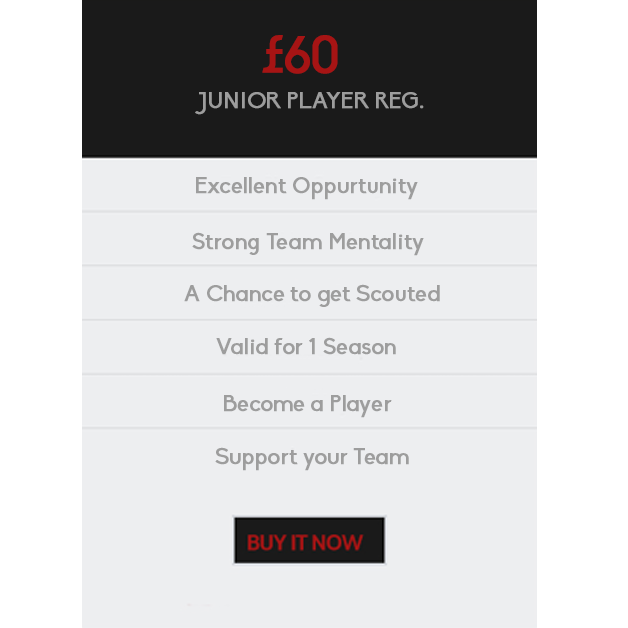 £60
JUNIOR PLAYER REG.
Excellent Oppurtunity
Strong Team Mentality
A Chance to get Scouted
Valid for 1 Season
Become a Player
Support your Team
BUY IT NOW